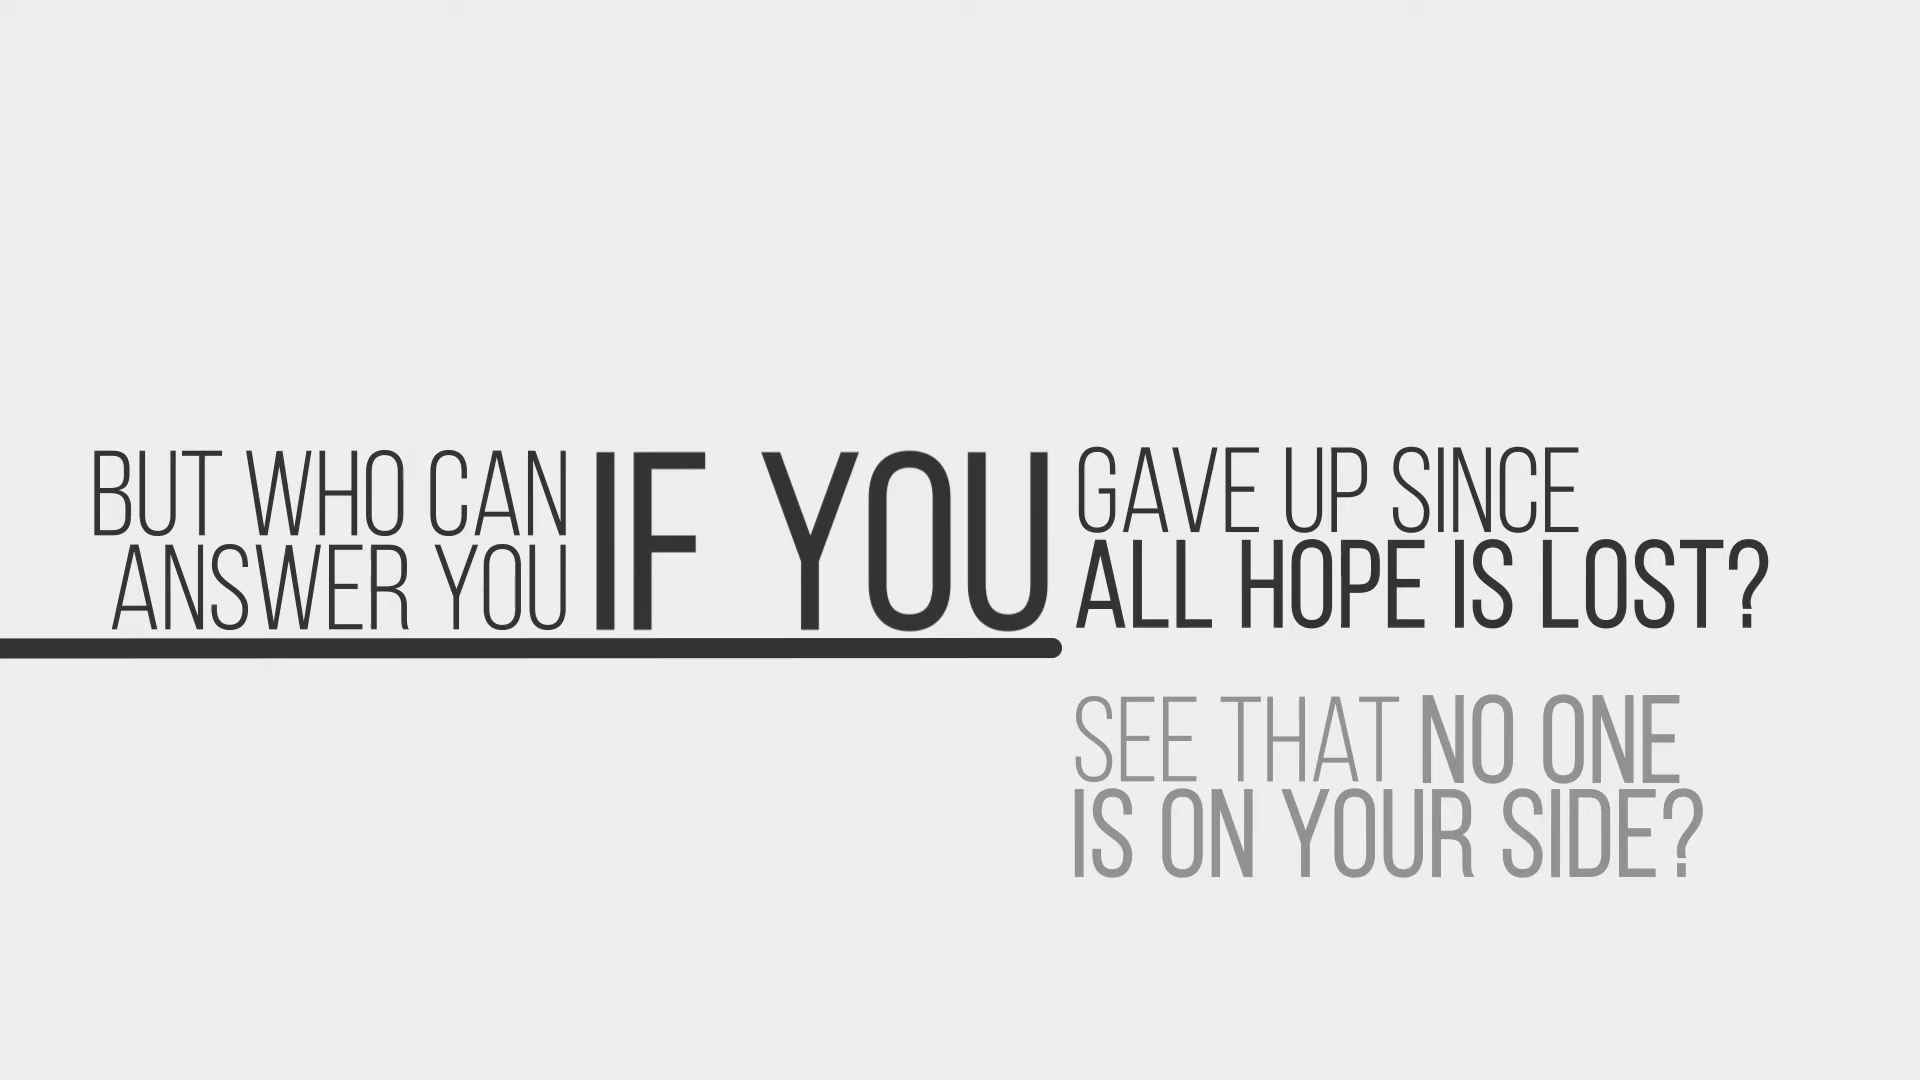 BUT WHO CAN
ANSWER YOU
IF YOU
GAVE UP SINCE
ALL HOPE IS LOST?
SEE THAT NO ONE
IS ON YOUR SIDE?